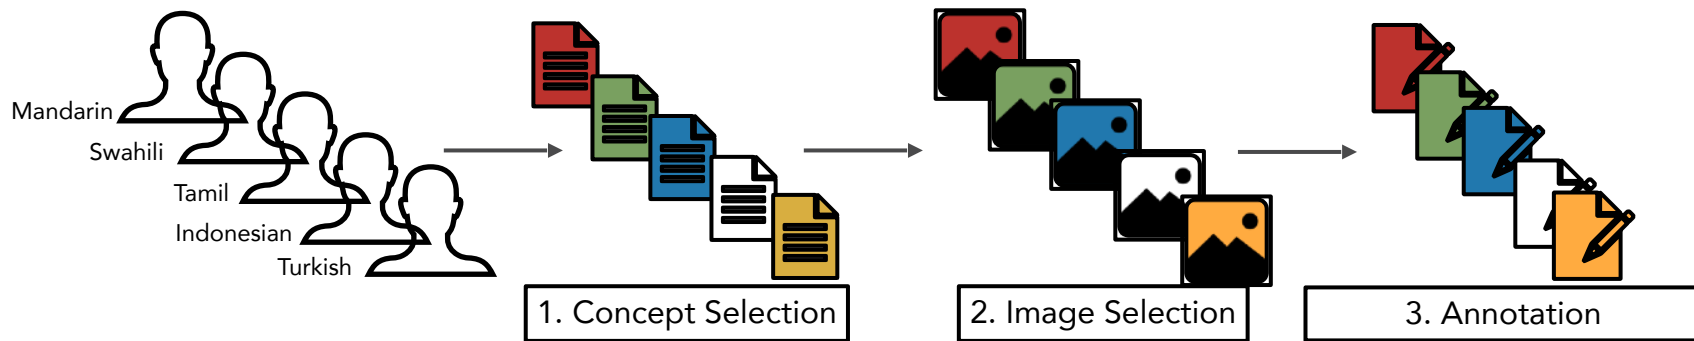 Mandarin
Swahili
Tamil
Indonesian
Turkish
1. Concept Selection
2. Image Selection
3. Annotation